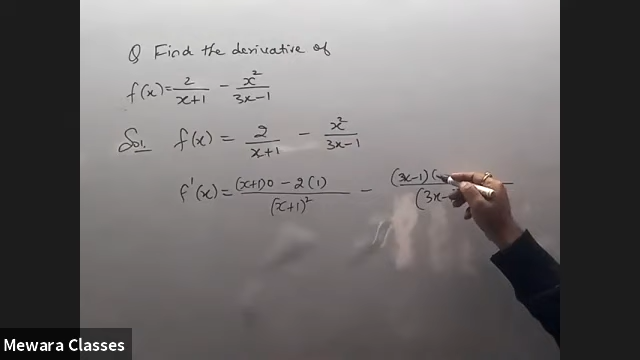 Q Find the derivative of
f(x) = 2/(x+1) - x²/(3x-1)
Sol. f(x) = 2/(x+1) - x²/(3x-1)
f'(x) = ((x+1)0 - 2(1))/(x+1)² - (3x-1)(
(3x-
Mewara Classes